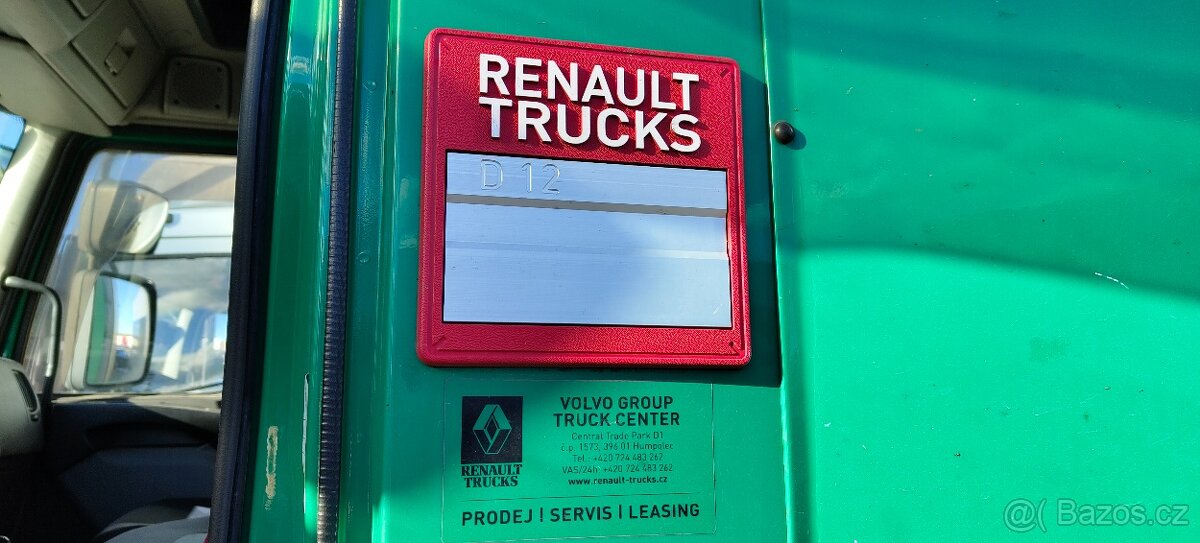 RENAULT
TRUCKS
D 12
RENAULT
TRUCKS
VOLVO GROUP
TRUCK CENTER
Central Trade Park D1
č.p. 1573, 396 01 Humpolec
Tel.: +420 724 483 262
VAS/24h: +420 724 483 262
www.renault-trucks.cz
PRODEJ | SERVIS | LEASING
@( Bazos.cz